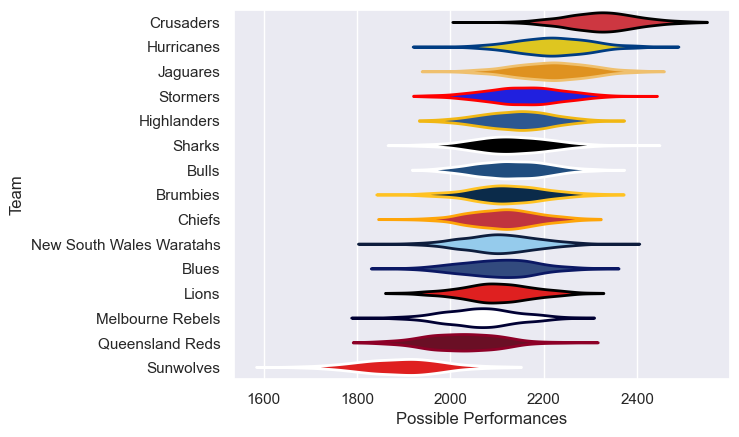 Crusaders
Hurricanes
Jaguares
Stormers
Highlanders
Sharks
Bulls
Brumbies
Chiefs
New South Wales Waratahs
Blues
Lions
Melbourne Rebels
Queensland Reds
Sunwolves
Team
1600 1800 2000 2200 2400
Possible Performances